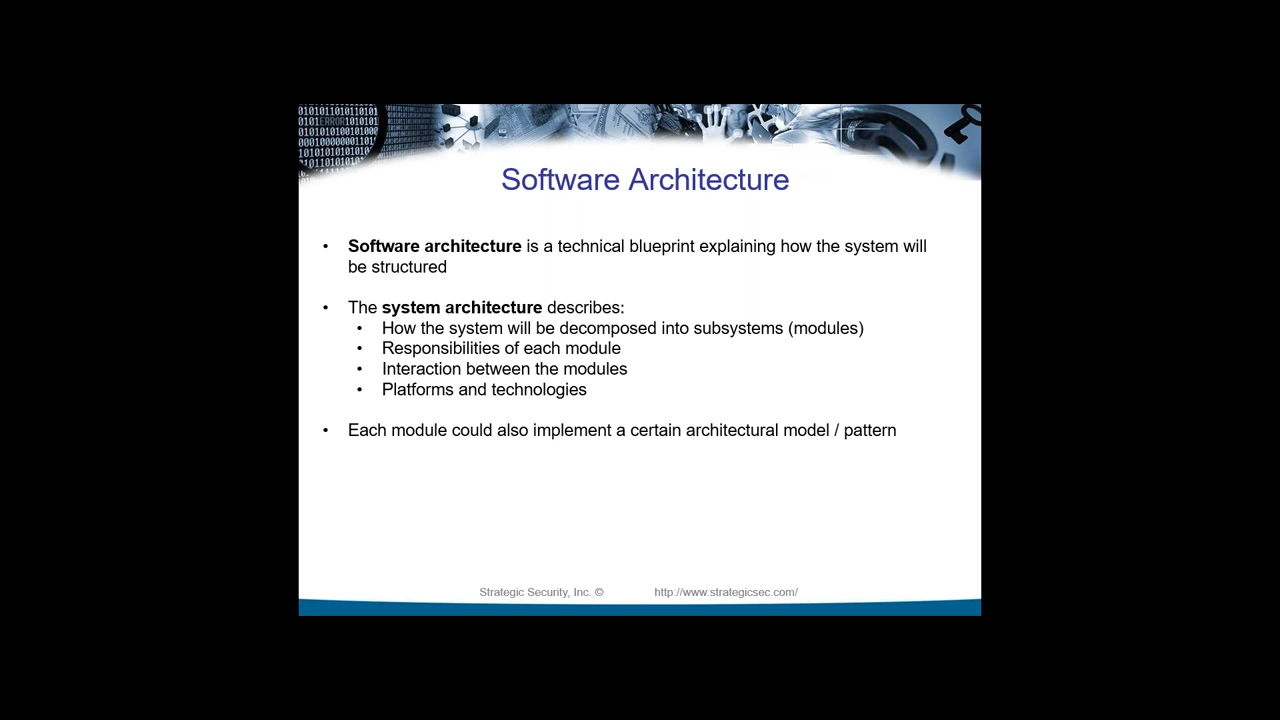 Software Architecture
• Software architecture is a technical blueprint explaining how the system will
be structured
• The system architecture describes:
• How the system will be decomposed into subsystems (modules)
• Responsibilities of each module
• Interaction between the modules
• Platforms and technologies
• Each module could also implement a certain architectural model / pattern
Strategic Security, Inc. © http://www.strategicsec.com/